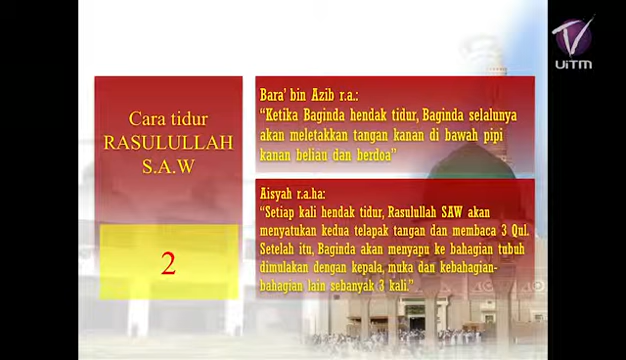 TV
UiTM
Cara tidur
RASULULLAH
S.A.W
2
Bara' bin Azib r.a.:
“Ketika Baginda hendak tidur, Baginda selalunya
akan meletakkan tangan kanan di bawah pipi
kanan beliau dan berdoa”
Aisyah r.a.ha:
“Setiap kali hendak tidur, Rasulullah SAW akan
menyatukan kedua telapak tangan dan membaca 3 Qul.
Setelah itu, Baginda akan menyapu ke bahagian tubuh
dimulakan dengan kepala, muka dan kebahagian-
bahagian lain sebanyak 3 kali.”